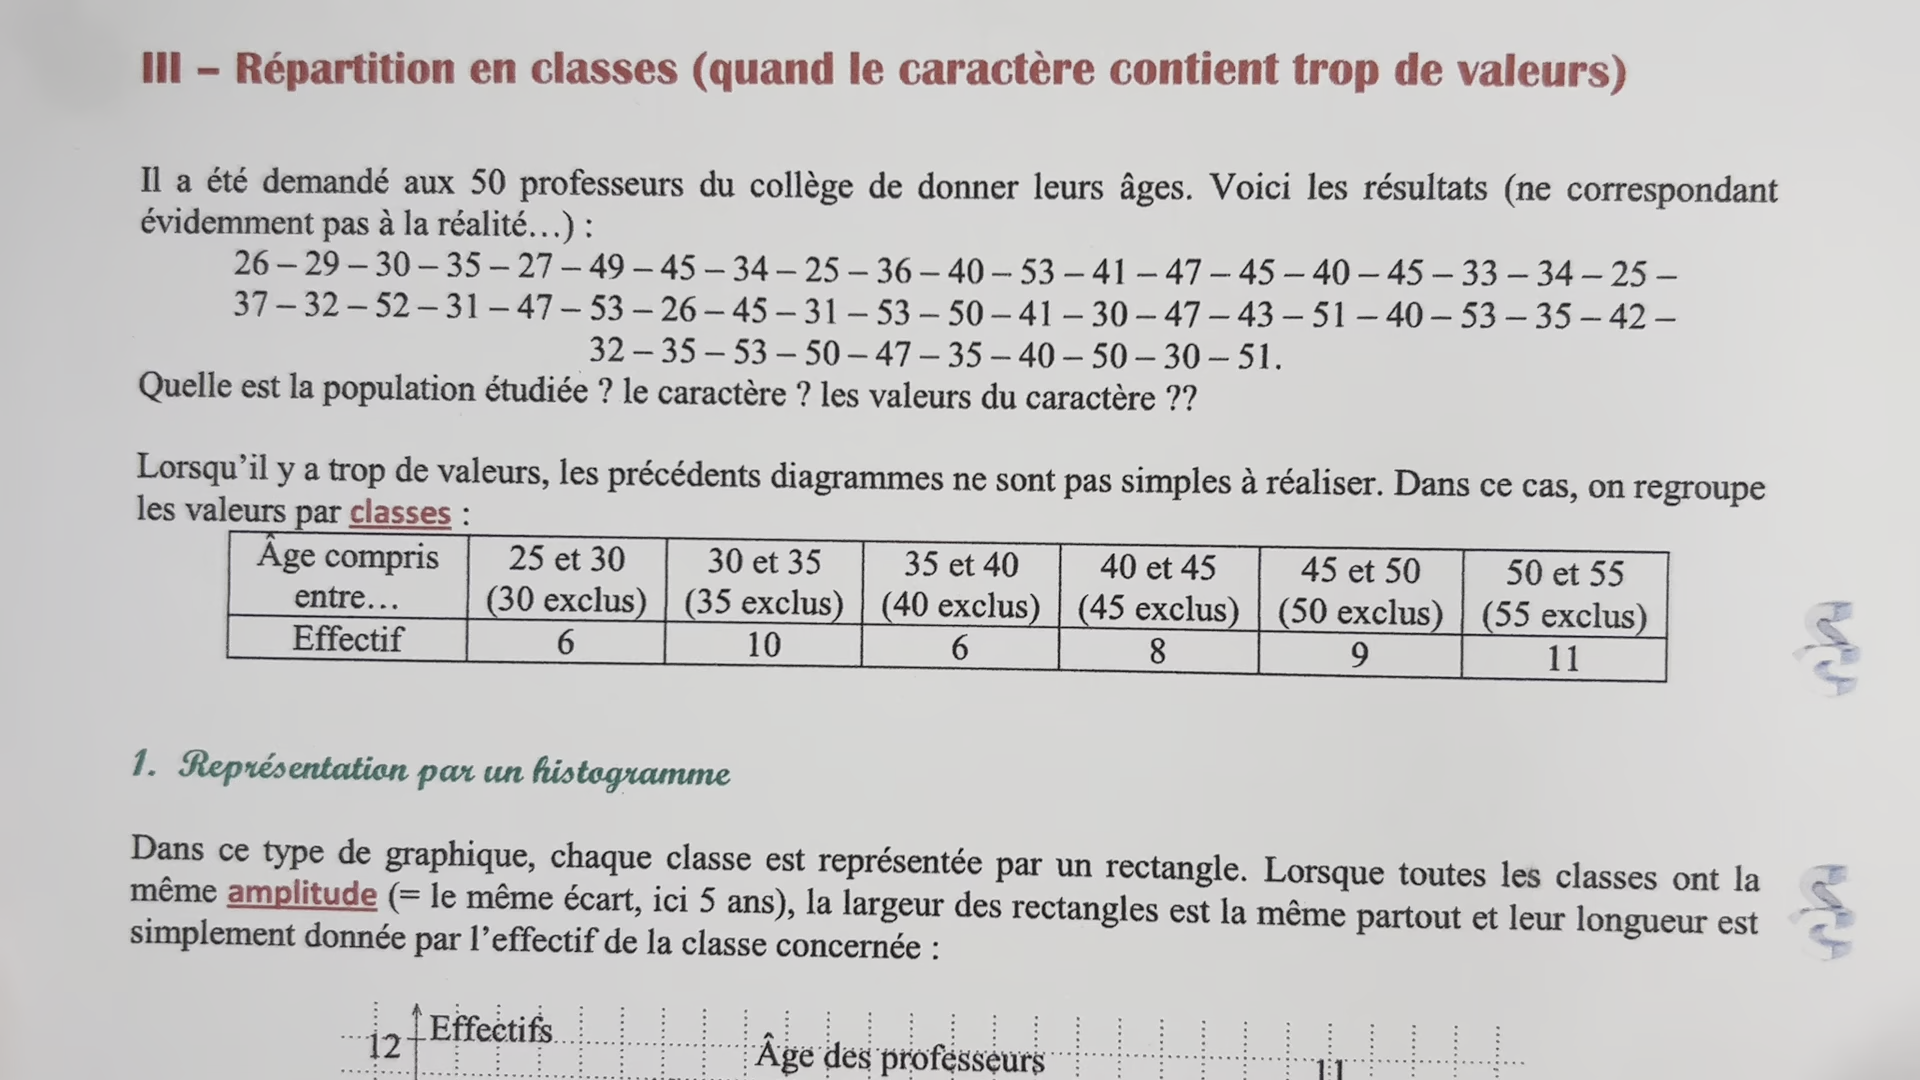 III – Répartition en classes (quand le caractère contient trop de valeurs)
Il a été demandé aux 50 professeurs du collège de donner leurs âges. Voici les résultats (ne correspondant
évidemment pas à la réalité…) :
26 – 29 – 30 – 35 – 27 – 49 – 45 – 34 – 25 – 36 – 40 – 53 – 41 – 47 – 45 – 40 – 45 – 33 – 34 – 25 –
37 – 32 – 52 – 31 – 47 – 53 – 26 – 45 – 31 – 53 – 50 – 41 – 30 – 47 – 43 – 51 – 40 – 53 – 35 – 42 –
32 – 35 – 53 – 50 – 47 – 35 – 40 – 50 – 30 – 51.
Quelle est la population étudiée ? le caractère ? les valeurs du caractère ??
Lorsqu'il y a trop de valeurs, les précédents diagrammes ne sont pas simples à réaliser. Dans ce cas, on regroupe
les valeurs par classes :
Âge compris 25 et 30 30 et 35 35 et 40 40 et 45 45 et 50 50 et 55
entre… (30 exclus) (35 exclus) (40 exclus) (45 exclus) (50 exclus) (55 exclus)
Effectif 6 10 6 8 9 11
1. Représentation par un histogramme
Dans ce type de graphique, chaque classe est représentée par un rectangle. Lorsque toutes les classes ont la
même amplitude (= le même écart, ici 5 ans), la largeur des rectangles est la même partout et leur longueur est
simplement donnée par l'effectif de la classe concernée :
Effectifs
12
Âge des professeurs
11